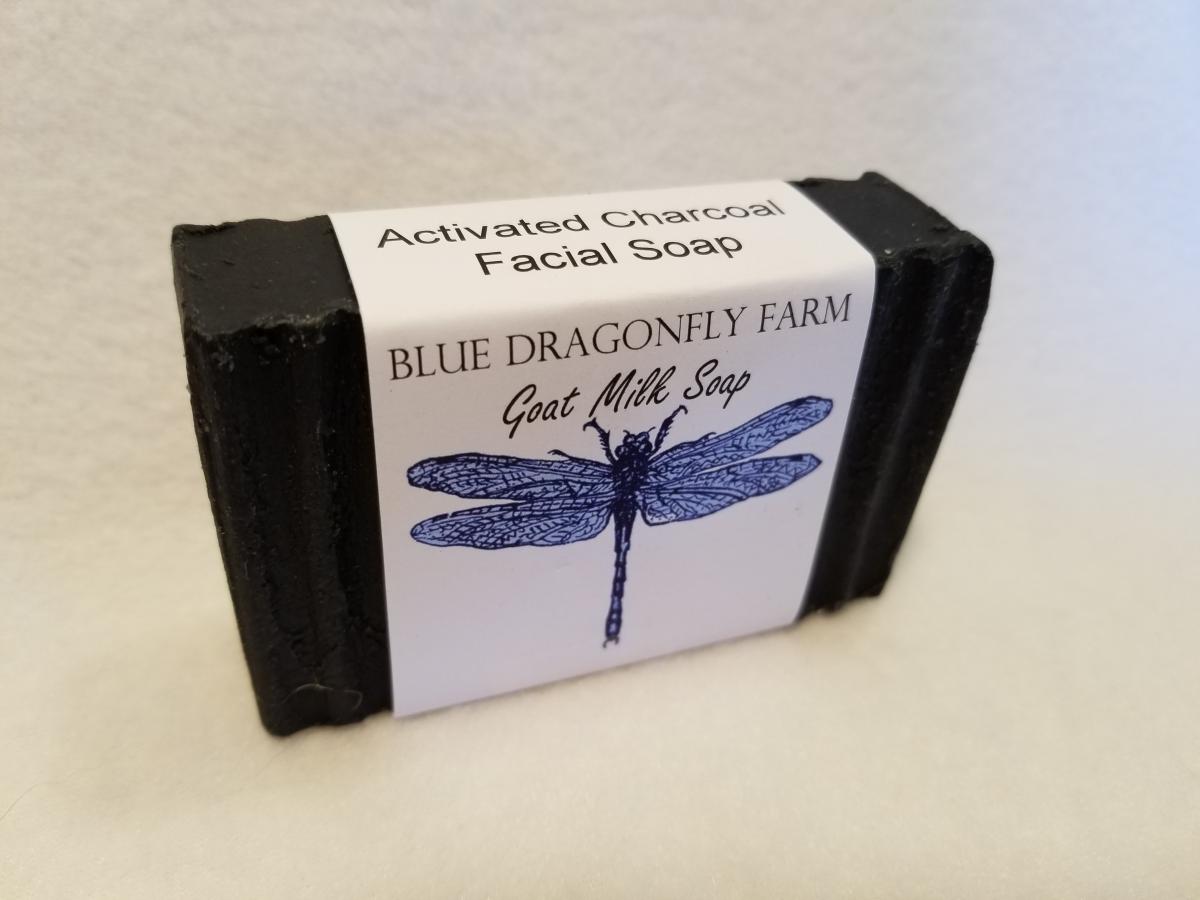 Activated Charcoal
Facial Soap
BLUE DRAGONFLY FARM
Goat Milk Soap